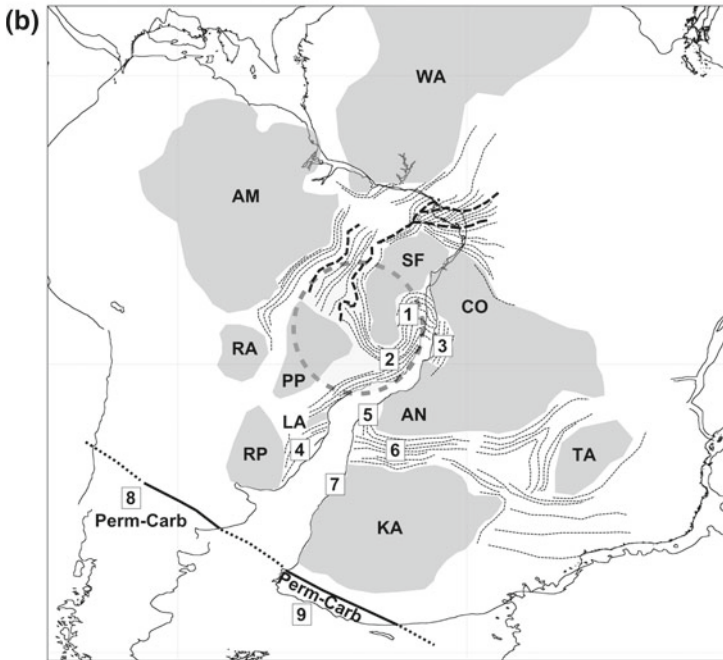 (b)
WA
AM
SF
CO
1
3
RA
2
PP
LA
5
AN
4
6
RP
TA
7
8
Perm-Carb
KA
Perm-Carb
9